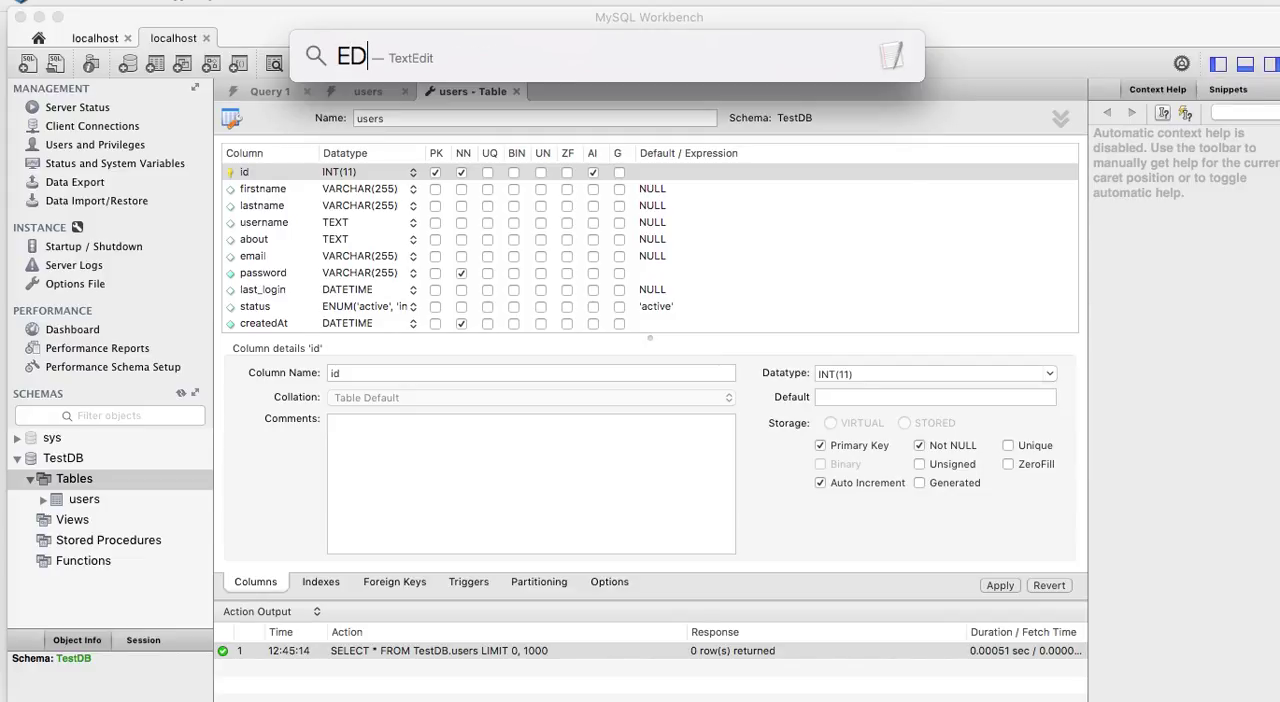 MySQL Workbench
localhost
localhost
ED — TextEdit
MANAGEMENT
Server Status
Client Connections
Users and Privileges
Status and System Variables
Data Export
Data Import/Restore
INSTANCE
Startup / Shutdown
Server Logs
Options File
PERFORMANCE
Dashboard
Performance Reports
Performance Schema Setup
SCHEMAS
Filter objects
sys
TestDB
Tables
users
Views
Stored Procedures
Functions
Object Info Session
Schema: TestDB
Query 1 users users - Table
Name: users Schema: TestDB
Column Datatype PK NN UQ BIN UN ZF AI G Default / Expression
id INT(11)
firstname VARCHAR(255) NULL
lastname VARCHAR(255) NULL
username TEXT NULL
about TEXT NULL
email VARCHAR(255) NULL
password VARCHAR(255)
last_login DATETIME NULL
status ENUM('active', 'in 'active'
createdAt DATETIME
Column details 'id'
Column Name: id Datatype: INT(11)
Collation: Table Default Default
Comments: Storage: VIRTUAL STORED
Primary Key Not NULL Unique
Binary Unsigned ZeroFill
Auto Increment Generated
Columns Indexes Foreign Keys Triggers Partitioning Options Apply Revert
Action Output
Time Action Response Duration / Fetch Time
1 12:45:14 SELECT * FROM TestDB.users LIMIT 0, 1000 0 row(s) returned 0.00051 sec / 0.0000...
Context Help Snippets
Automatic context help is
disabled. Use the toolbar to
manually get help for the curren
caret position or to toggle
automatic help.